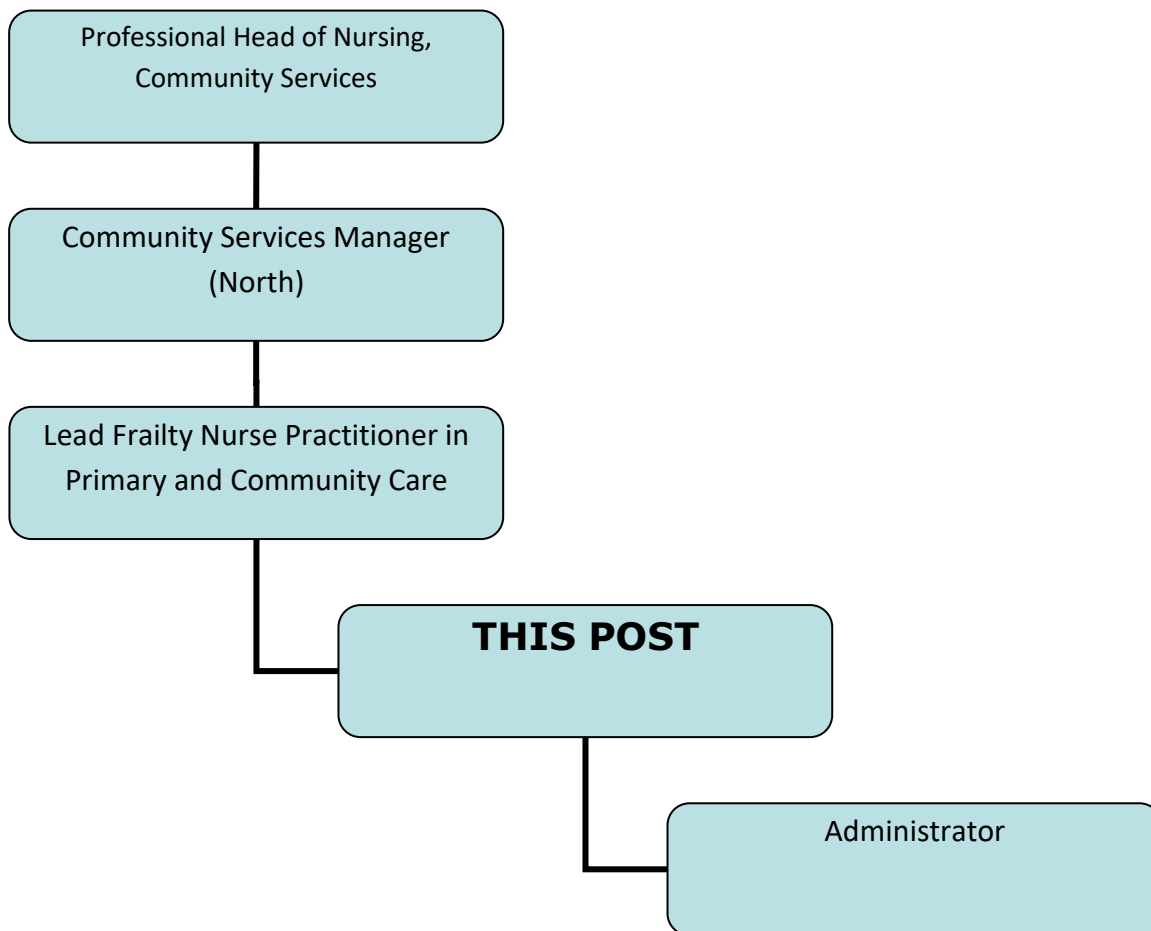 Professional Head of Nursing,
Community Services
Community Services Manager
(North)
Lead Frailty Nurse Practitioner in
Primary and Community Care
THIS POST
Administrator